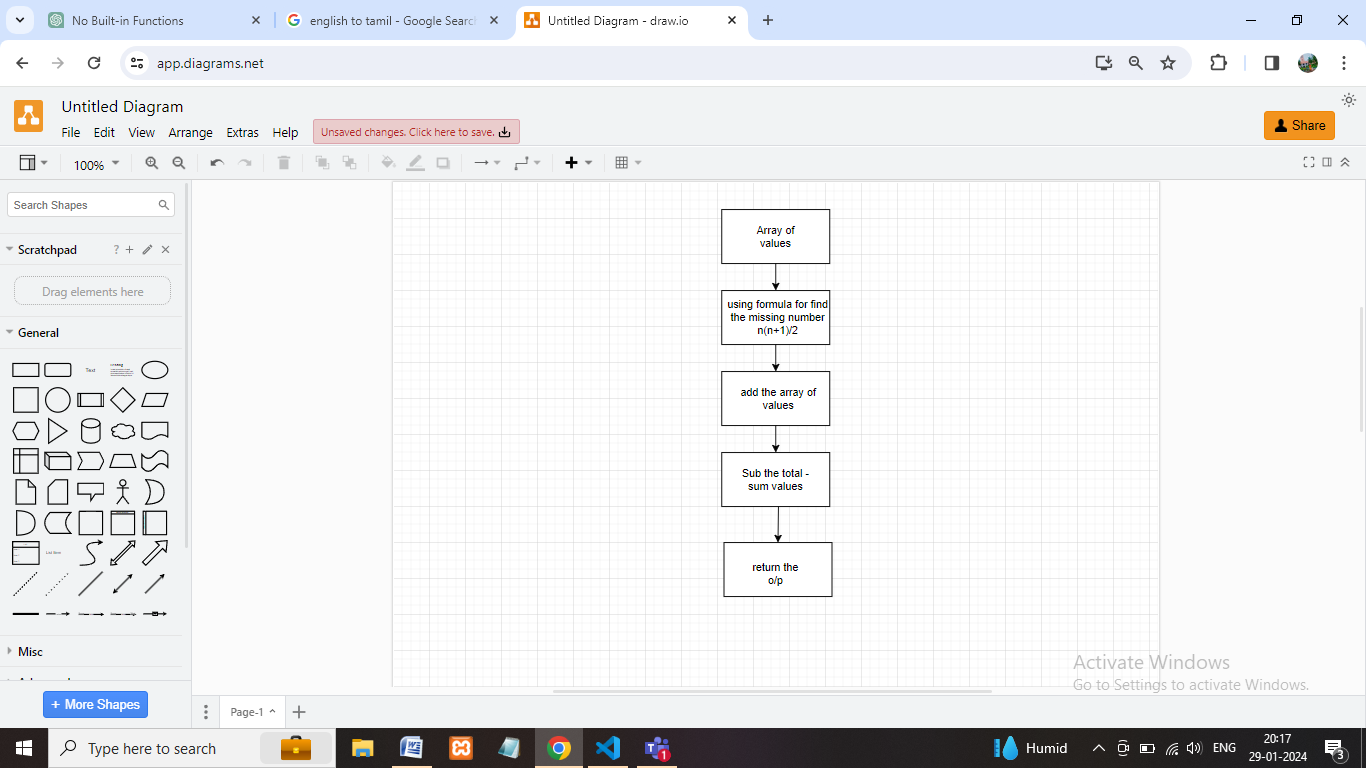 No Built-in Functions
english to tamil - Google Search
Untitled Diagram - draw.io
app.diagrams.net
Untitled Diagram
File Edit View Arrange Extras Help
Unsaved changes. Click here to save.
Share
100%
Search Shapes
Scratchpad
?
Drag elements here
General
Text
List Item
Misc
+ More Shapes
Array of
values
using formula for find
the missing number
n(n+1)/2
add the array of
values
Sub the total -
sum values
return the
o/p
Activate Windows
Go to Settings to activate Windows.
Page-1
Type here to search
1
Humid
ENG
20:17
29-01-2024
3